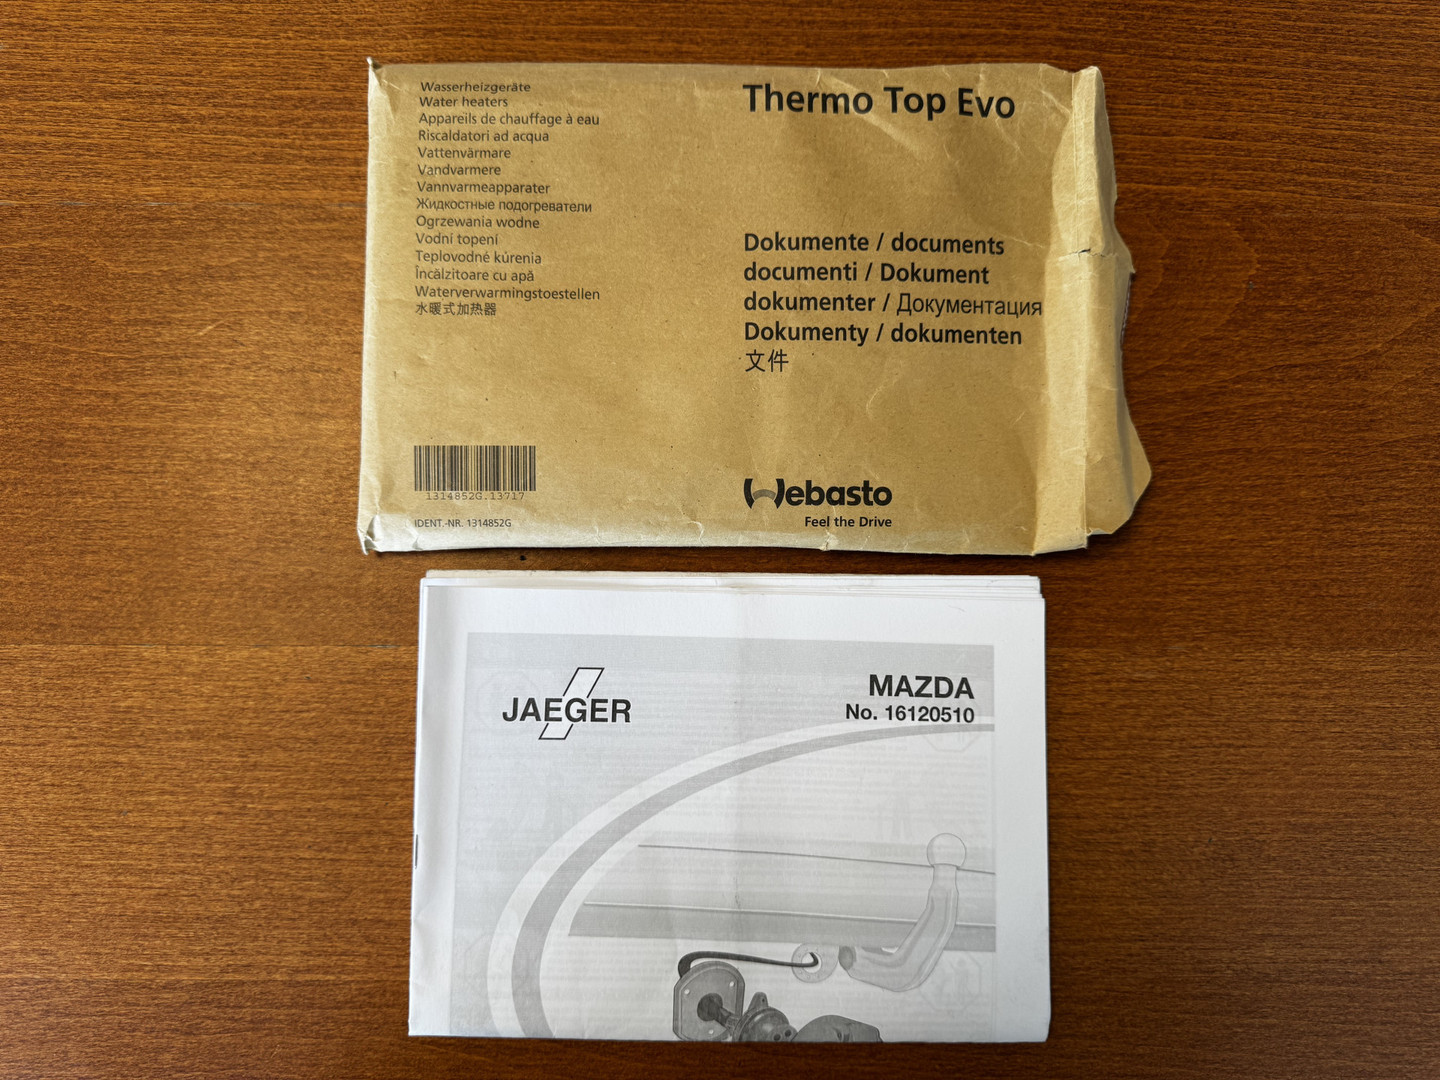 Wasserheizgeräte
Water heaters
Appareils de chauffage à eau
Riscaldatori ad acqua
Vattenvärmare
Vandvarmere
Vannvarmeapparater
Жидкостные подогреватели
Ogrzewania wodne
Vodní topení
Teplovodné kúrenia
Încălzitoare cu apă
Waterverwarmingstoestellen
水暖式加热器
1314852G.13717
IDENT.-NR. 1314852G
Thermo Top Evo
Dokumente / documents
documenti / Dokument
dokumenter / Документация
Dokumenty / dokumenten
文件
Webasto
Feel the Drive
JAEGER
MAZDA
No. 16120510